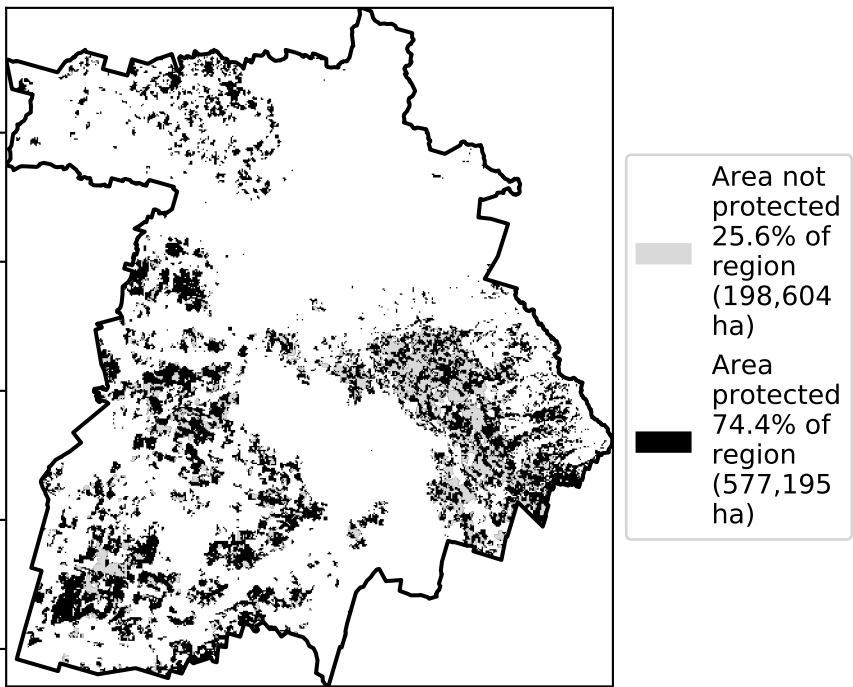 Area not
protected
25.6% of
region
(198,604
ha)
Area
protected
74.4% of
region
(577,195
ha)